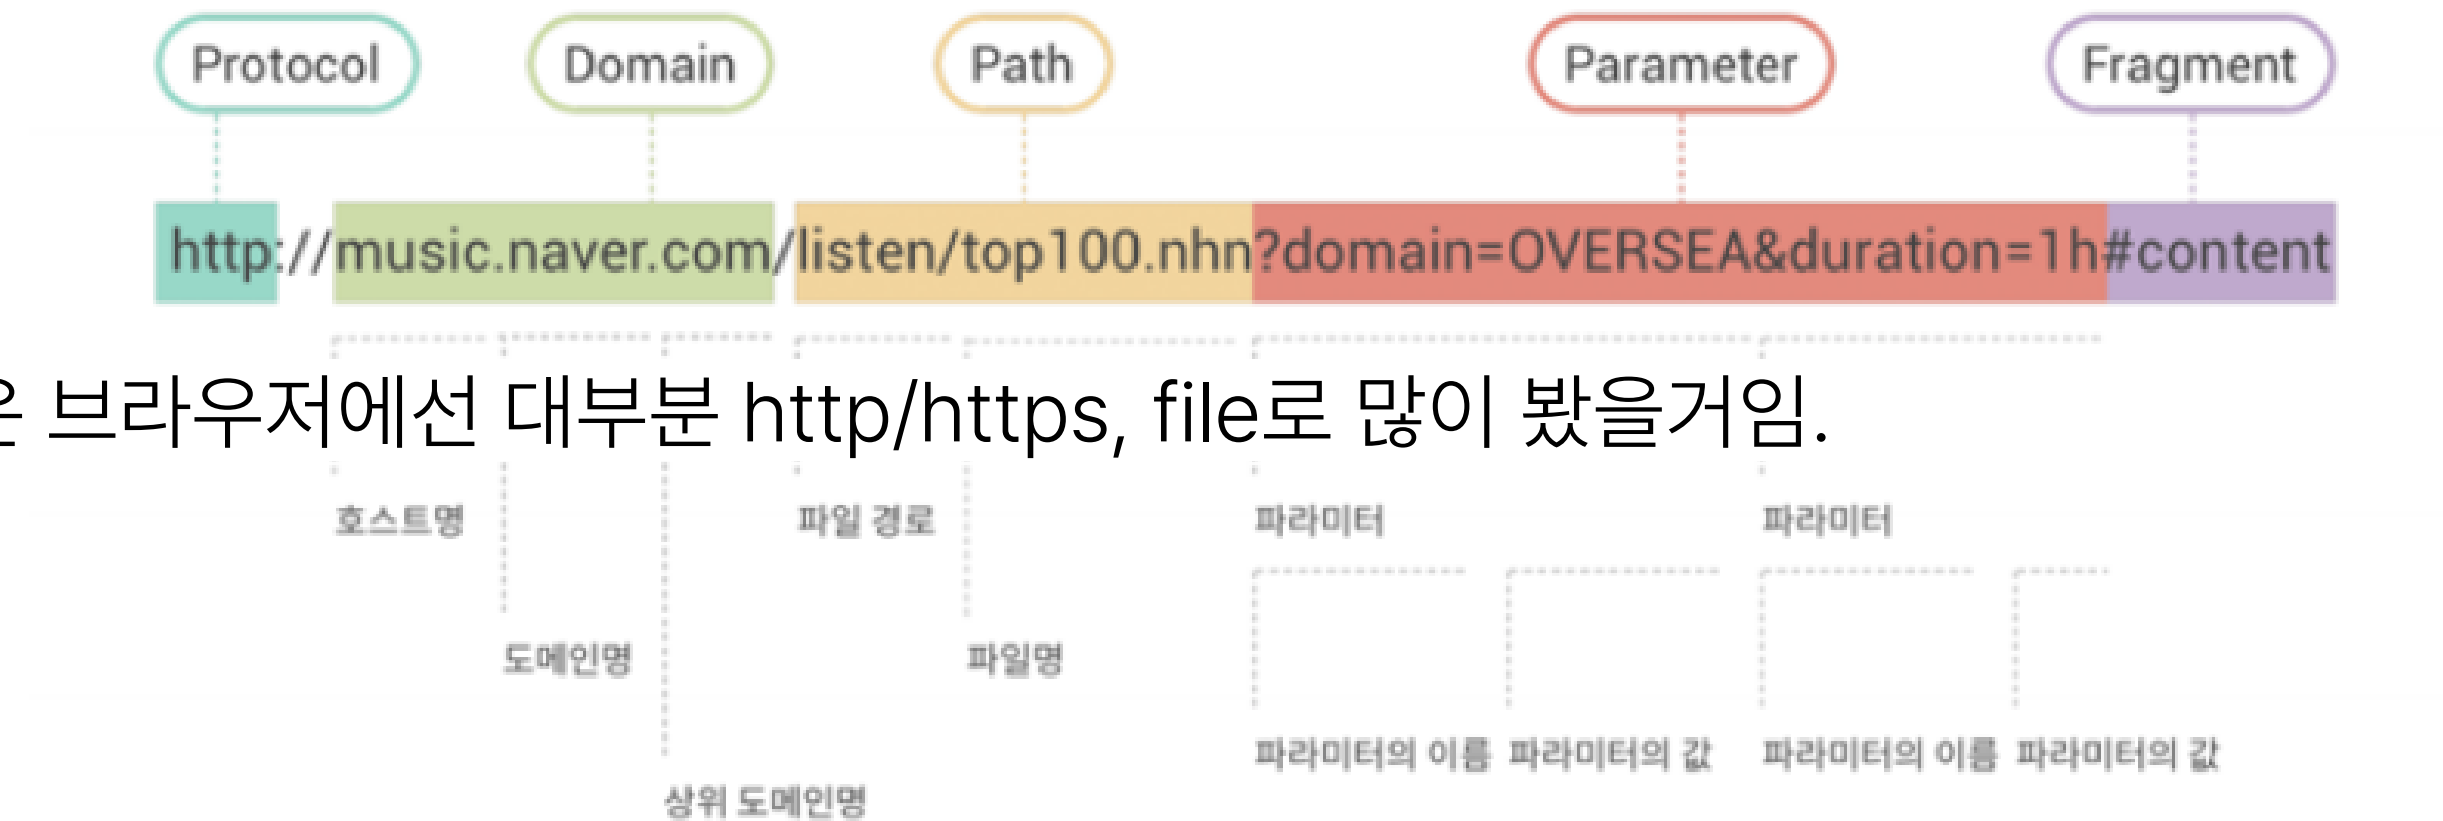 Protocol Domain Path Parameter Fragment
http://music.naver.com/listen/top100.nhn?domain=OVERSEA&duration=1h#content
브라우저에선 대부분 http/https, file로 많이 봤을거임.
호스트명 파일 경로 파라미터 파라미터
도메인명 파일명
파라미터의 이름 파라미터의 값 파라미터의 이름 파라미터의 값
상위 도메인명